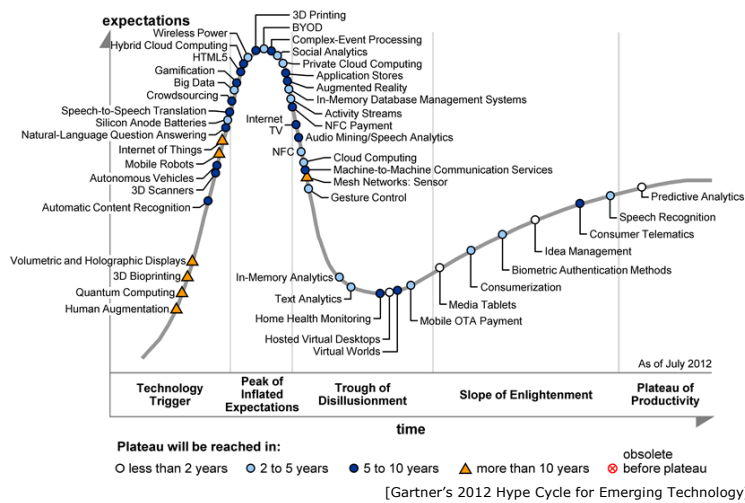 expectations
3D Printing
BYOD
Wireless Power
Complex-Event Processing
Hybrid Cloud Computing
Social Analytics
HTML5
Private Cloud Computing
Gamification
Application Stores
Big Data
Augmented Reality
Crowdsourcing
In-Memory Database Management Systems
Speech-to-Speech Translation
Activity Streams
Silicon Anode Batteries
NFC Payment
Internet
TV
Natural-Language Question Answering
Audio Mining/Speech Analytics
Internet of Things
NFC
Cloud Computing
Mobile Robots
Machine-to-Machine Communication Services
Autonomous Vehicles
Mesh Networks: Sensor
3D Scanners
Gesture Control
Automatic Content Recognition
Predictive Analytics
Speech Recognition
Consumer Telematics
Idea Management
Volumetric and Holographic Displays
Biometric Authentication Methods
3D Bioprinting
In-Memory Analytics
Consumerization
Quantum Computing
Text Analytics
Media Tablets
Human Augmentation
Home Health Monitoring
Mobile OTA Payment
Hosted Virtual Desktops
Virtual Worlds
As of July 2012
Technology
Trigger
Peak of
Inflated
Expectations
Trough of
Disillusionment
Slope of Enlightenment
Plateau of
Productivity
time
Plateau will be reached in:
less than 2 years
2 to 5 years
5 to 10 years
more than 10 years
obsolete
before plateau
[Gartner's 2012 Hype Cycle for Emerging Technology]